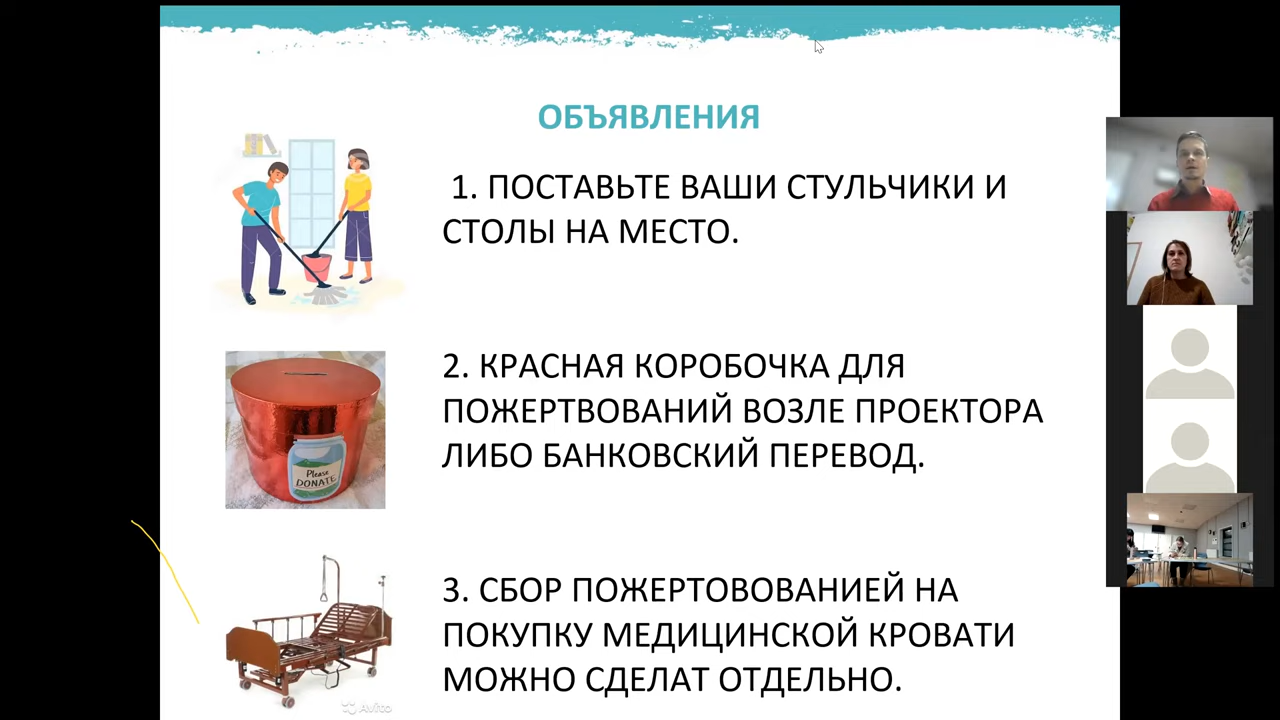 ОБЪЯВЛЕНИЯ
1. ПОСТАВЬТЕ ВАШИ СТУЛЬЧИКИ И
СТОЛЫ НА МЕСТО.
2. КРАСНАЯ КОРОБОЧКА ДЛЯ
ПОЖЕРТВОВАНИЙ ВОЗЛЕ ПРОЕКТОРА
ЛИБО БАНКОВСКИЙ ПЕРЕВОД.
Please
DONATE
3. СБОР ПОЖЕРТОВОВАНИЕЙ НА
ПОКУПКУ МЕДИЦИНСКОЙ КРОВАТИ
МОЖНО СДЕЛАТ ОТДЕЛЬНО.
Avito